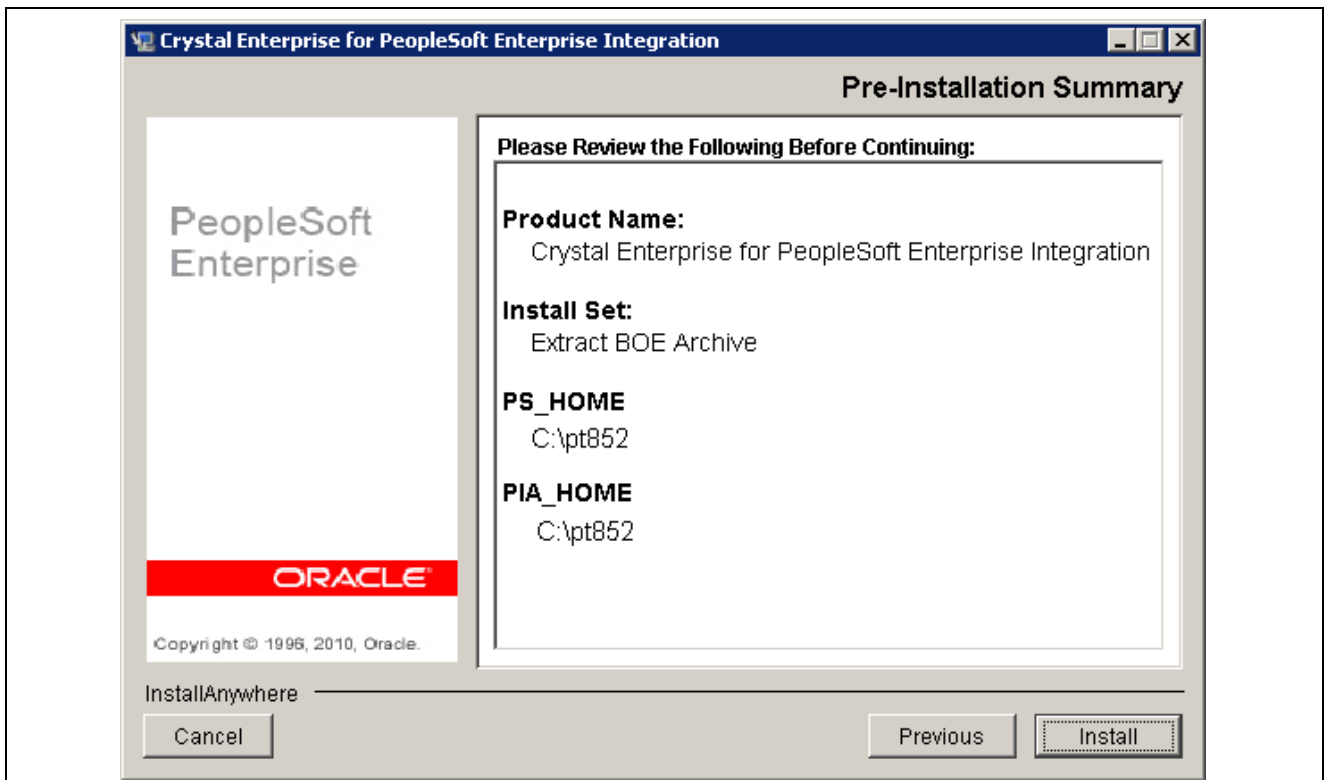 Crystal Enterprise for PeopleSoft Enterprise Integration
Pre-Installation Summary
PeopleSoft
Enterprise
ORACLE
Copyright © 1996, 2010, Oracle.
Please Review the Following Before Continuing:
Product Name:
Crystal Enterprise for PeopleSoft Enterprise Integration
Install Set:
Extract BOE Archive
PS_HOME
C:\pt852
PIA_HOME
C:\pt852
InstallAnywhere
Cancel
Previous
Install